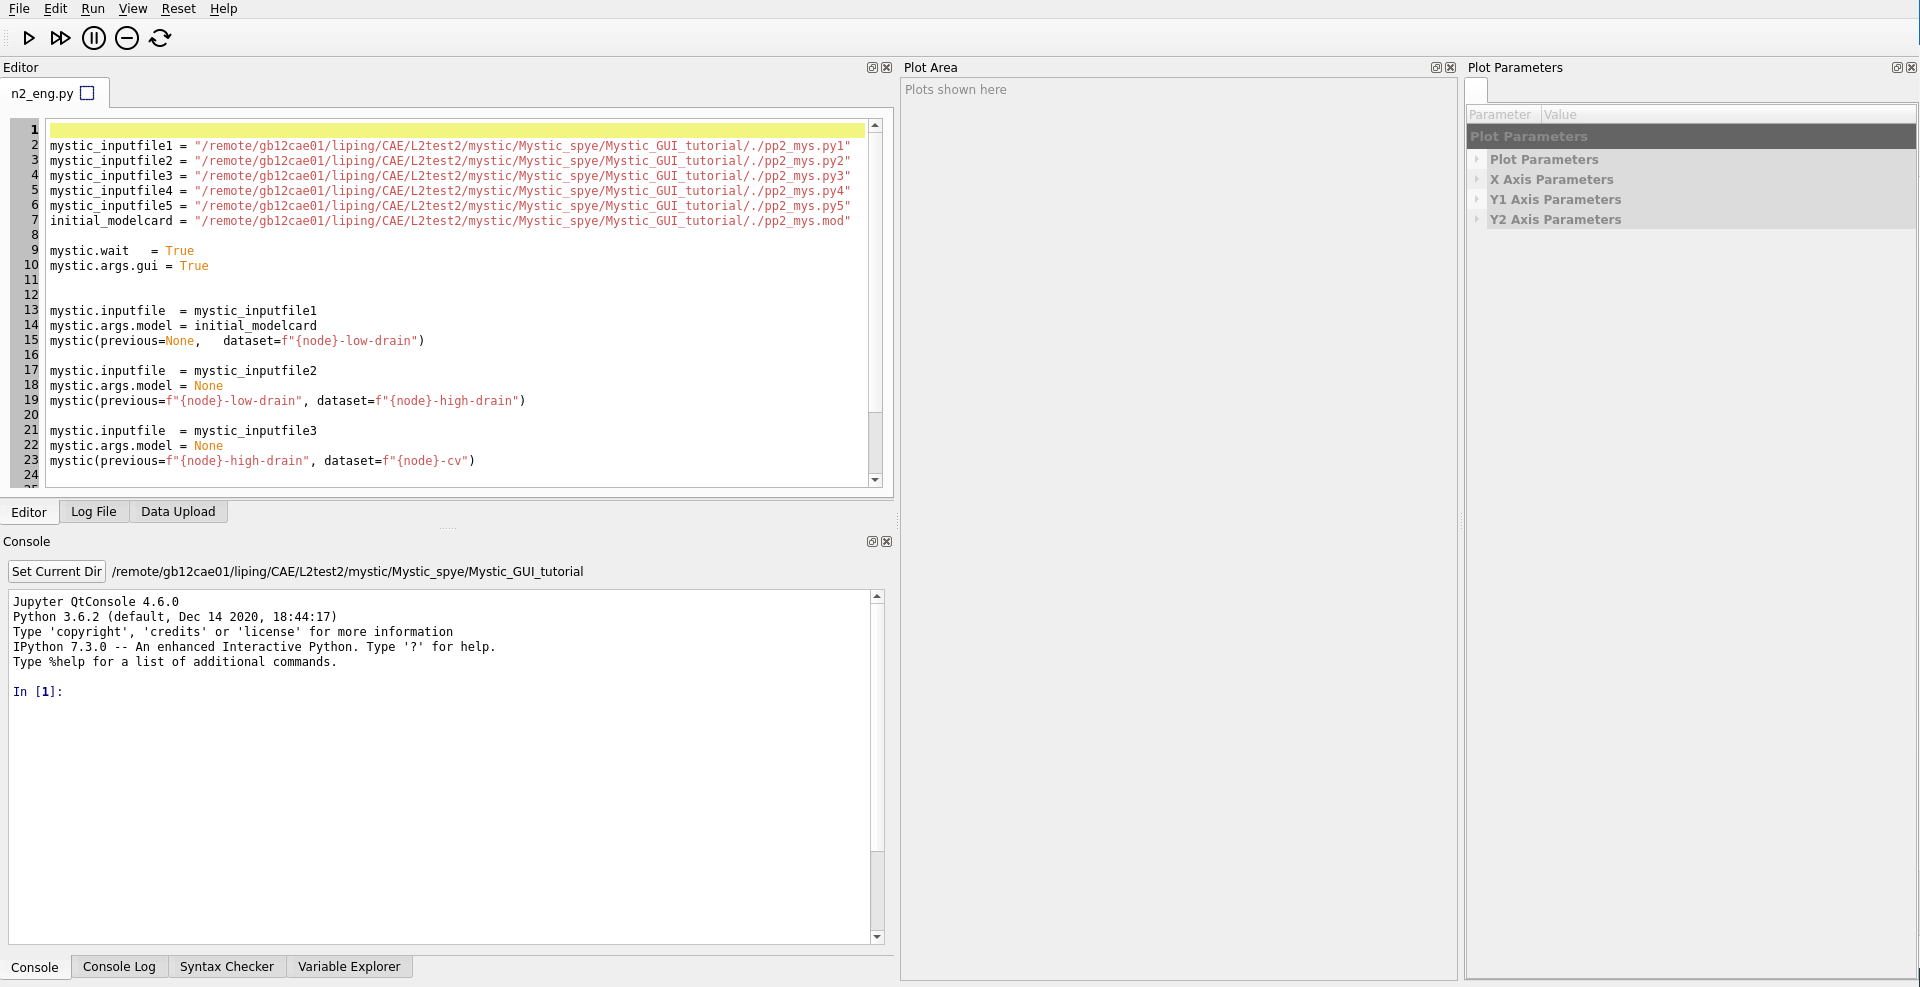 File Edit Run View Reset Help
Editor
n2_eng.py
1
2 mystic_inputfile1 = "/remote/gb12cae01/liping/CAE/L2test2/mystic/Mystic_spye/Mystic_GUI_tutorial/./pp2_mys.py1"
3 mystic_inputfile2 = "/remote/gb12cae01/liping/CAE/L2test2/mystic/Mystic_spye/Mystic_GUI_tutorial/./pp2_mys.py2"
4 mystic_inputfile3 = "/remote/gb12cae01/liping/CAE/L2test2/mystic/Mystic_spye/Mystic_GUI_tutorial/./pp2_mys.py3"
5 mystic_inputfile4 = "/remote/gb12cae01/liping/CAE/L2test2/mystic/Mystic_spye/Mystic_GUI_tutorial/./pp2_mys.py4"
6 mystic_inputfile5 = "/remote/gb12cae01/liping/CAE/L2test2/mystic/Mystic_spye/Mystic_GUI_tutorial/./pp2_mys.py5"
7 initial_modelcard = "/remote/gb12cae01/liping/CAE/L2test2/mystic/Mystic_spye/Mystic_GUI_tutorial/./pp2_mys.mod"
8
9 mystic.wait   = True
10 mystic.args.gui = True
11
12
13 mystic.inputfile  = mystic_inputfile1
14 mystic.args.model = initial_modelcard
15 mystic(previous=None,   dataset=f"{node}-low-drain")
16
17 mystic.inputfile  = mystic_inputfile2
18 mystic.args.model = None
19 mystic(previous=f"{node}-low-drain", dataset=f"{node}-high-drain")
20
21 mystic.inputfile  = mystic_inputfile3
22 mystic.args.model = None
23 mystic(previous=f"{node}-high-drain", dataset=f"{node}-cv")
24
Editor Log File Data Upload
Console
Set Current Dir /remote/gb12cae01/liping/CAE/L2test2/mystic/Mystic_spye/Mystic_GUI_tutorial
Jupyter QtConsole 4.6.0
Python 3.6.2 (default, Dec 14 2020, 18:44:17)
Type 'copyright', 'credits' or 'license' for more information
IPython 7.3.0 -- An enhanced Interactive Python. Type '?' for help.
Type %help for a list of additional commands.
In [1]:
Console Console Log Syntax Checker Variable Explorer
Plot Area
Plots shown here
Plot Parameters
Parameter Value
Plot Parameters
Plot Parameters
X Axis Parameters
Y1 Axis Parameters
Y2 Axis Parameters